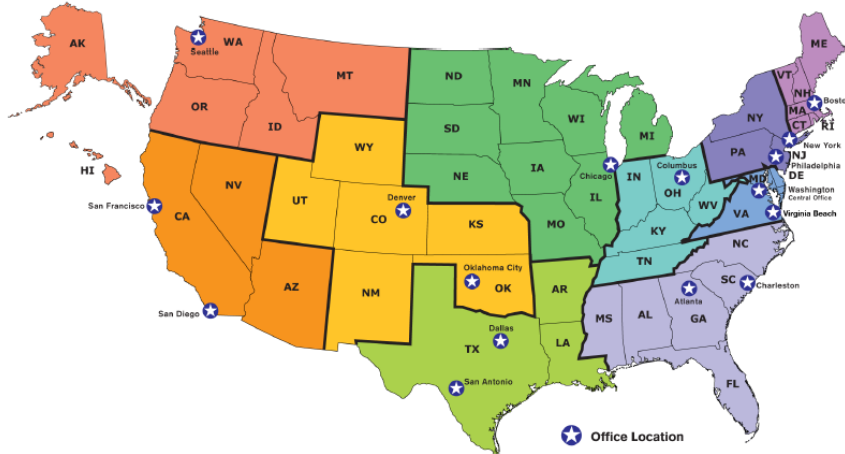 AK
WA
Seattle
MT
ND
MN
ME
VT
NH
Bosto
MA
CT
RI
OR
ID
SD
WI
MI
NY
New York
WY
IA
PA
NJ
Philadelphia
DE
HI
NE
Chicago
IL
IN
Columbus
OH
WV
MD
Washington
Central Office
San Francisco
CA
NV
UT
CO
Denver
KS
MO
KY
VA
Virginia Beach
TN
NC
AZ
NM
Oklahoma City
OK
AR
SC
Charleston
San Diego
Atlanta
TX
Dallas
LA
MS
AL
GA
San Antonio
FL
Office Location